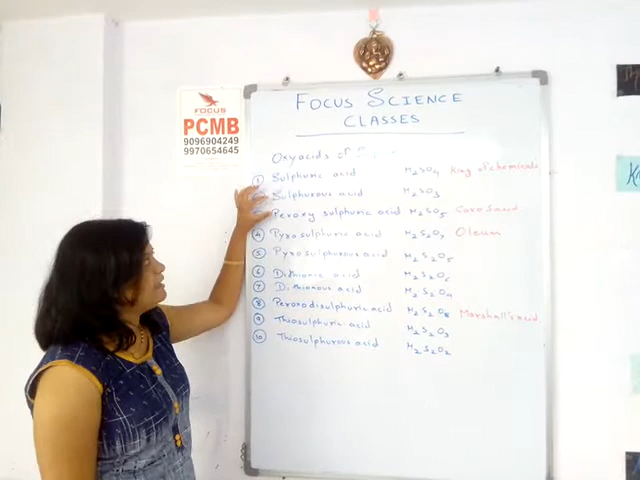 FOCUS
PCMB
9096904249
9970654645
FOCUS SCIENCE
CLASSES
Oxyacids of
① Sulphuric acid H2SO4 King of chemicals
Sulphurous acid H2SO3
Peroxy sulphuric acid H2SO5 Caro's acid
④ Pyrosulphuric acid H2S2O7 Oleum
⑤ Pyrosulphurous acid H2S2O5
⑥ Dithionic acid H2S2O6
⑦ Dithionous acid H2S2O4
⑧ Peroxodisulphuric acid H2S2O8 Marshall's acid
⑨ Thiosulphuric acid H2S2O3
⑩ Thiosulphurous acid H2S2O2